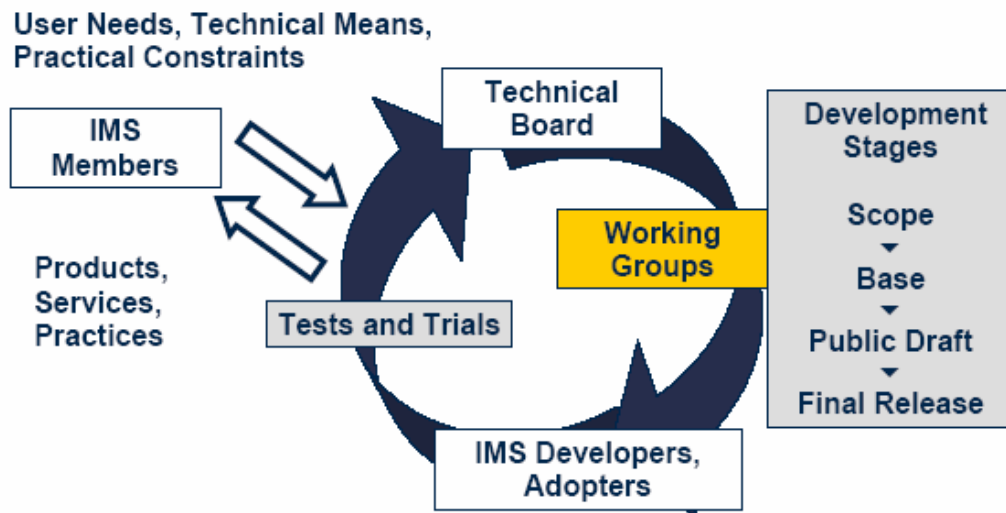 User Needs, Technical Means,
Practical Constraints
IMS
Members
Technical
Board
Development
Stages
Scope
Base
Public Draft
Final Release
Working
Groups
Products,
Services,
Practices
Tests and Trials
IMS Developers,
Adopters